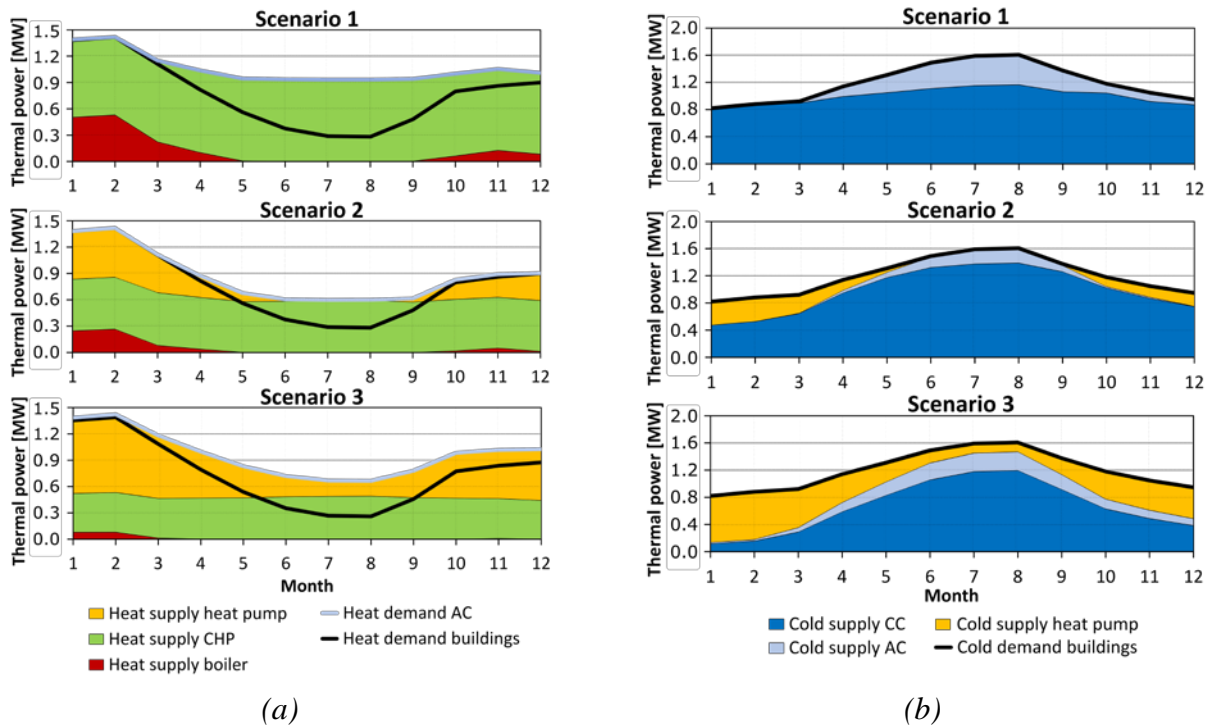 Scenario 1
Thermal power [MW]
1.5
1.2
0.9
0.6
0.3
0.0
1 2 3 4 5 6 7 8 9 10 11 12
Scenario 2
Thermal power [MW]
1.5
1.2
0.9
0.6
0.3
0.0
1 2 3 4 5 6 7 8 9 10 11 12
Scenario 3
Thermal power [MW]
1.5
1.2
0.9
0.6
0.3
0.0
1 2 3 4 5 6 7 8 9 10 11 12
Month
Heat supply heat pump
Heat demand AC
Heat supply CHP
Heat demand buildings
Heat supply boiler
(a)
Scenario 1
Thermal power [MW]
2.0
1.6
1.2
0.8
0.4
0.0
1 2 3 4 5 6 7 8 9 10 11 12
Scenario 2
Thermal power [MW]
2.0
1.6
1.2
0.8
0.4
0.0
1 2 3 4 5 6 7 8 9 10 11 12
Scenario 3
Thermal power [MW]
2.0
1.6
1.2
0.8
0.4
0.0
1 2 3 4 5 6 7 8 9 10 11 12
Month
Cold supply CC
Cold supply heat pump
Cold supply AC
Cold demand buildings
(b)